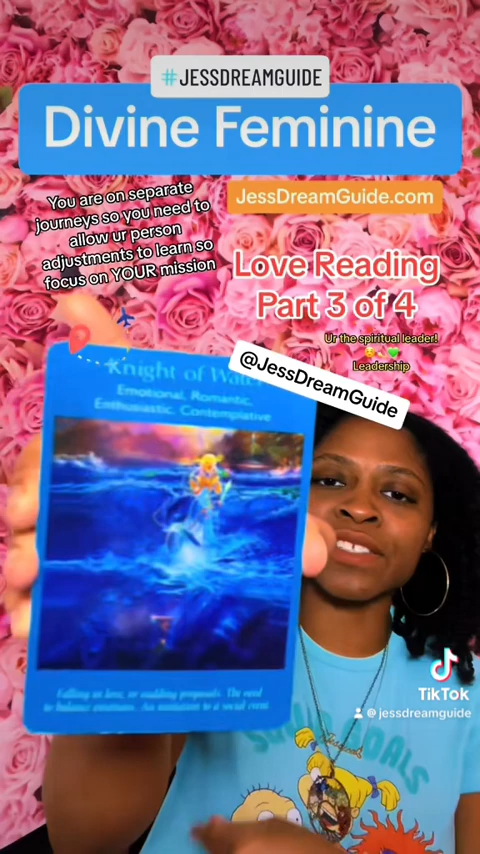 #JESSDREAMGUIDE
Divine Feminine
You are on separate
journeys so you need to
allow ur person
adjustments to learn so
focus on YOUR mission
JessDreamGuide.com
Love Reading
Part 3 of 4
Ur the spiritual leader!
Leadership
@JessDreamGuide
Knight of Water
Emotional, Romantic,
Enthusiastic, Contemplative
Falling in love, or wedding proposals. The need
to balance emotions. An invitation to a social event.
TikTok
@jessdreamguide
GOALS